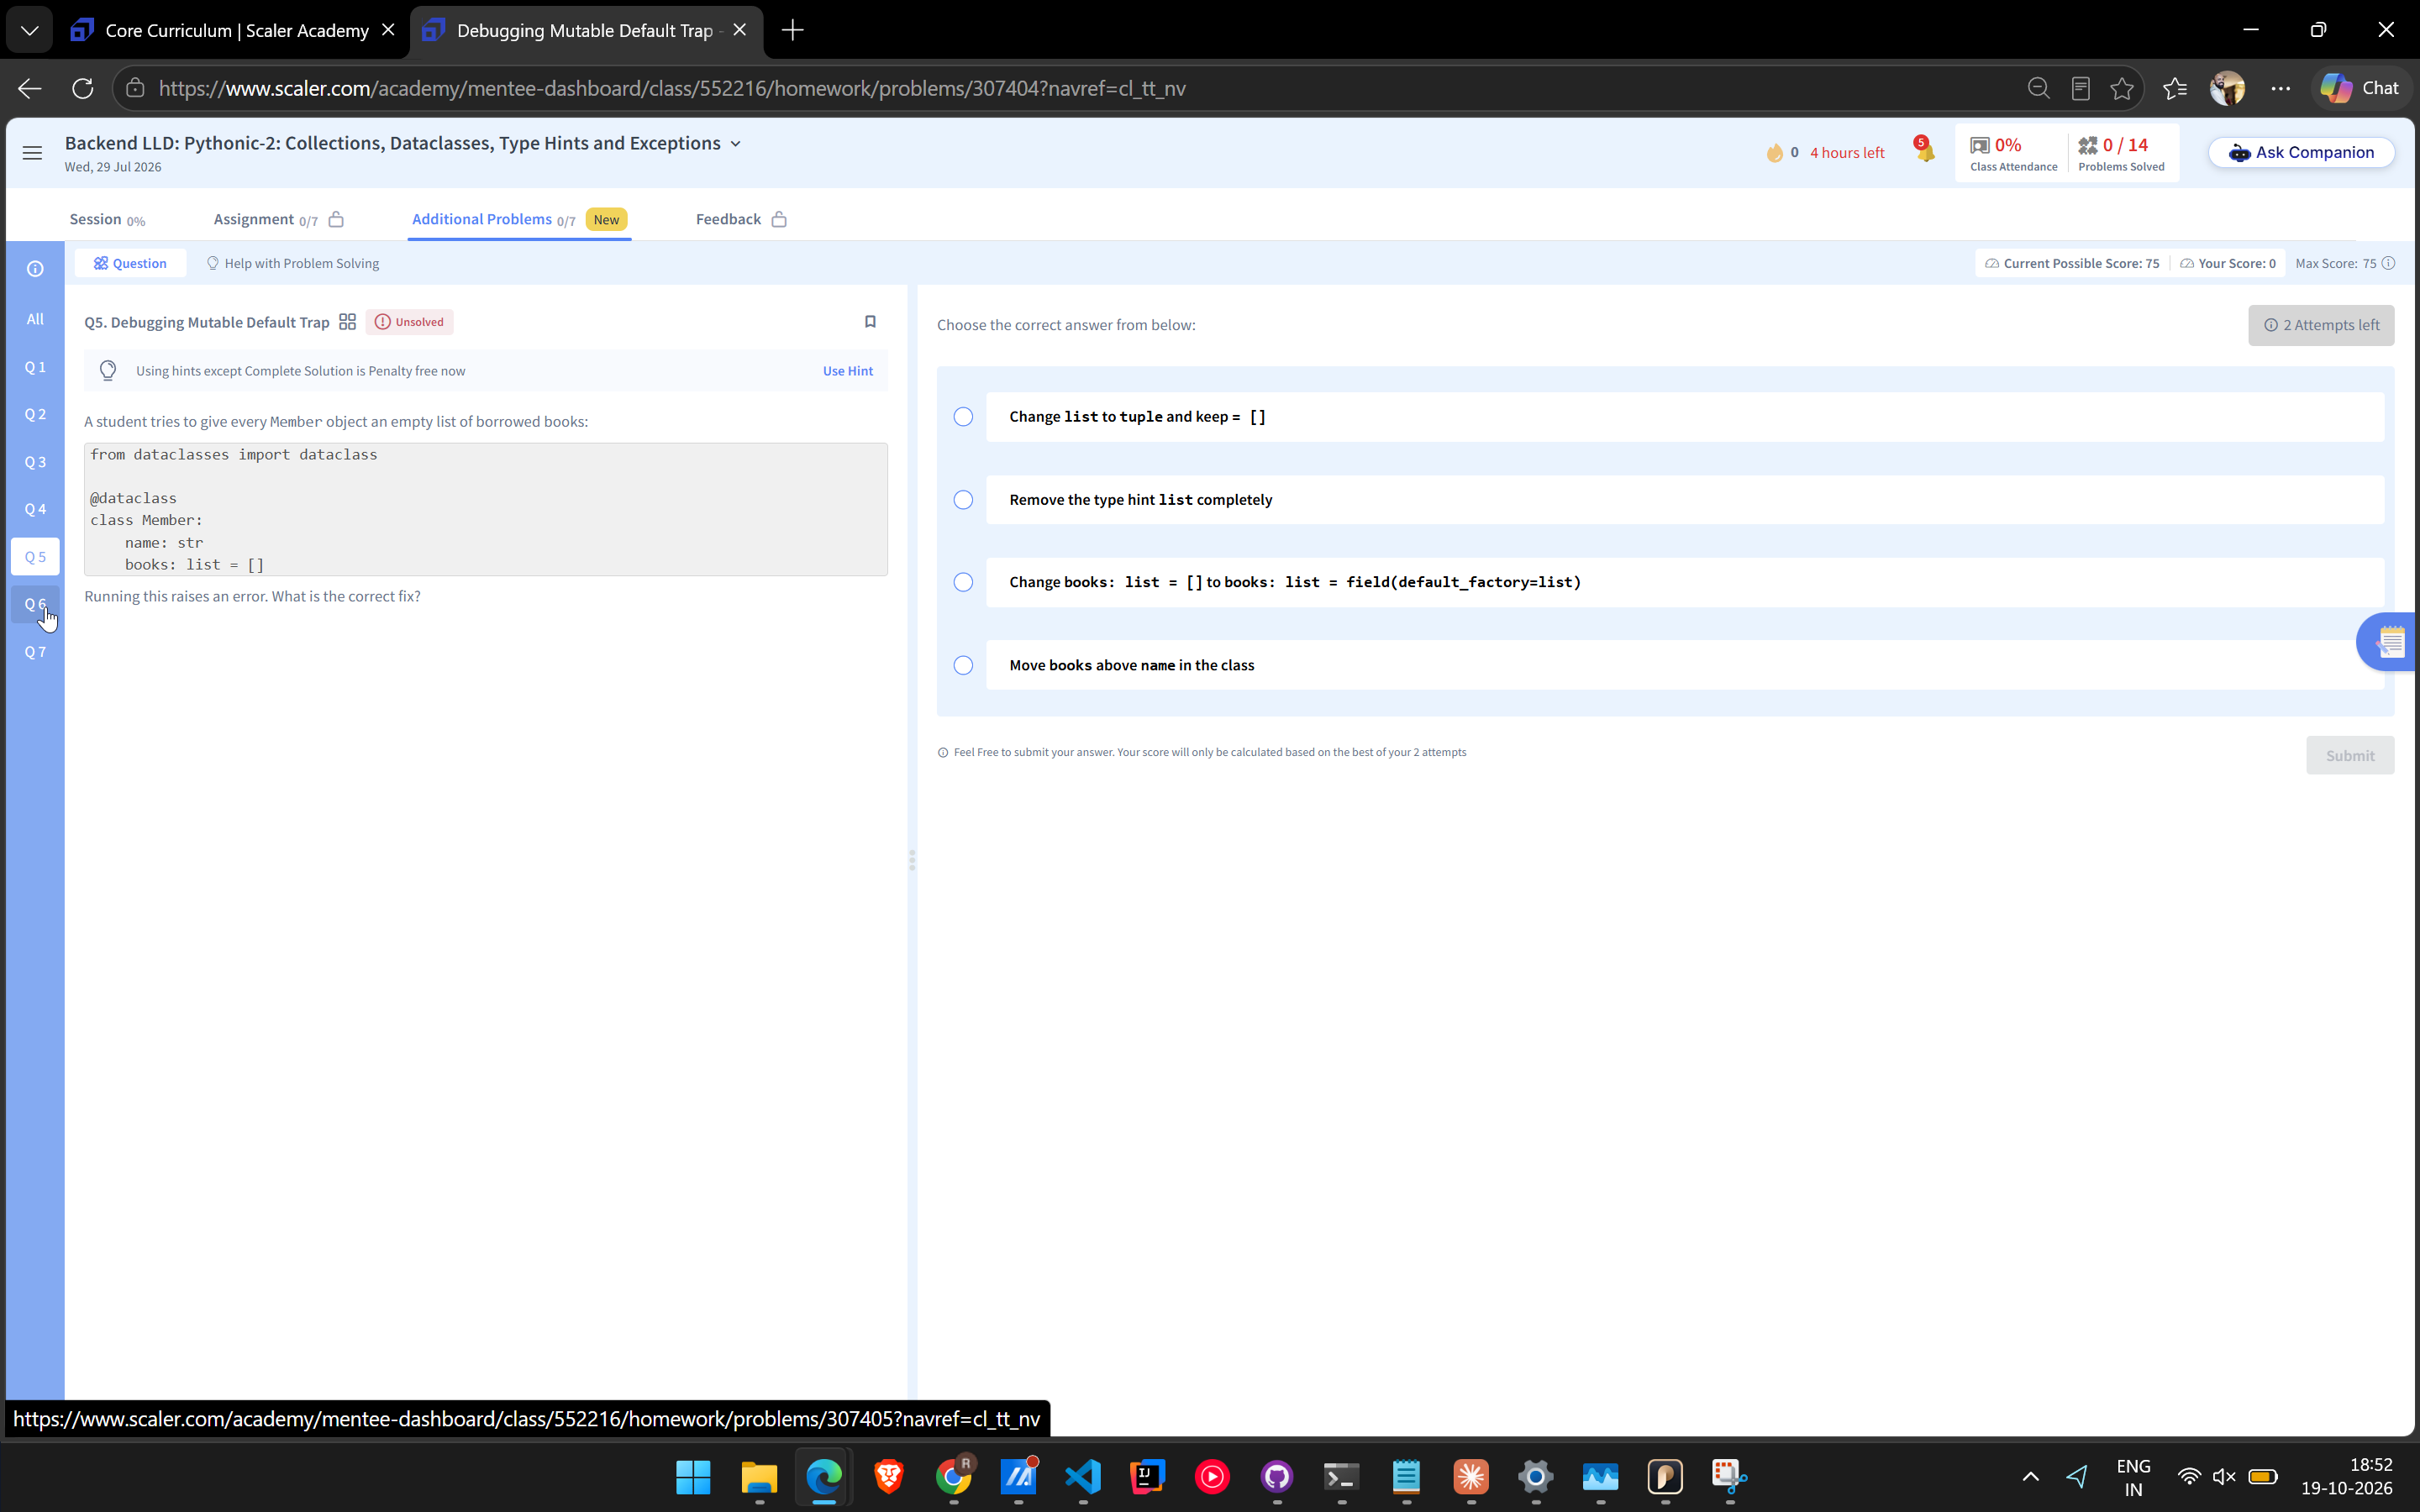 Core Curriculum | Scaler Academy
Debugging Mutable Default Trap -
https://www.scaler.com/academy/mentee-dashboard/class/552216/homework/problems/307404?navref=cl_tt_nv
Chat
Backend LLD: Pythonic-2: Collections, Dataclasses, Type Hints and Exceptions
Wed, 29 Jul 2026
0 4 hours left
5
0%
Class Attendance
0 / 14
Problems Solved
Ask Companion
Session 0%
Assignment 0/7
Additional Problems 0/7 New
Feedback
Question
Help with Problem Solving
Current Possible Score: 75
Your Score: 0
Max Score: 75
All
Q 1
Q 2
Q 3
Q 4
Q 5
Q 6
Q 7
Q5. Debugging Mutable Default Trap
Unsolved
Using hints except Complete Solution is Penalty free now
Use Hint
A student tries to give every Member object an empty list of borrowed books:
from dataclasses import dataclass
@dataclass
class Member:
name: str
books: list = []
Running this raises an error. What is the correct fix?
Choose the correct answer from below:
2 Attempts left
Change list to tuple and keep = []
Remove the type hint list completely
Change books: list = [] to books: list = field(default_factory=list)
Move books above name in the class
Feel Free to submit your answer. Your score will only be calculated based on the best of your 2 attempts
Submit
https://www.scaler.com/academy/mentee-dashboard/class/552216/homework/problems/307405?navref=cl_tt_nv
R
IJ
ENG
IN
18:52
19-10-2026